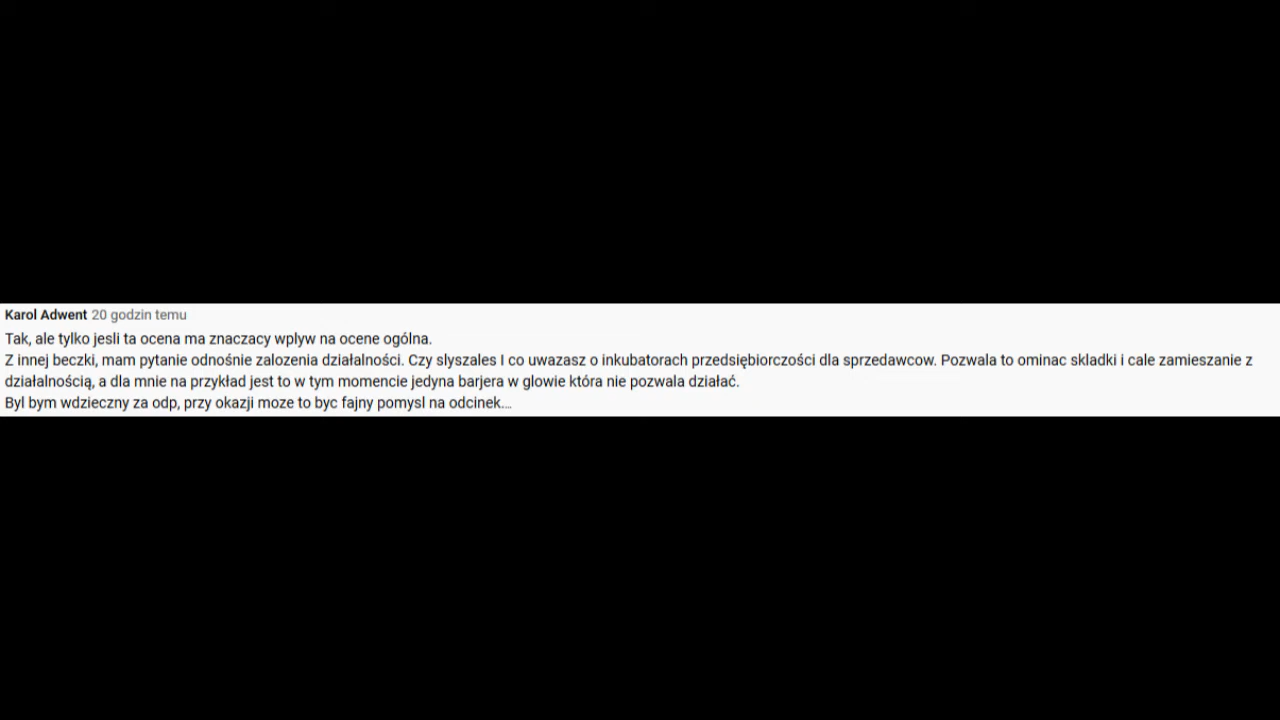 Karol Adwent 20 godzin temu
Tak, ale tylko jesli ta ocena ma znaczacy wplyw na ocene ogólna.
Z innej beczki, mam pytanie odnośnie zalozenia działalności. Czy slyszales I co uwazasz o inkubatorach przedsiębiorczości dla sprzedawcow. Pozwala to ominac skladki i cale zamieszanie z
działalnością, a dla mnie na przykład jest to w tym momencie jedyna barjera w glowie która nie pozwala działać.
Byl bym wdzieczny za odp, przy okazji moze to byc fajny pomysl na odcinek....